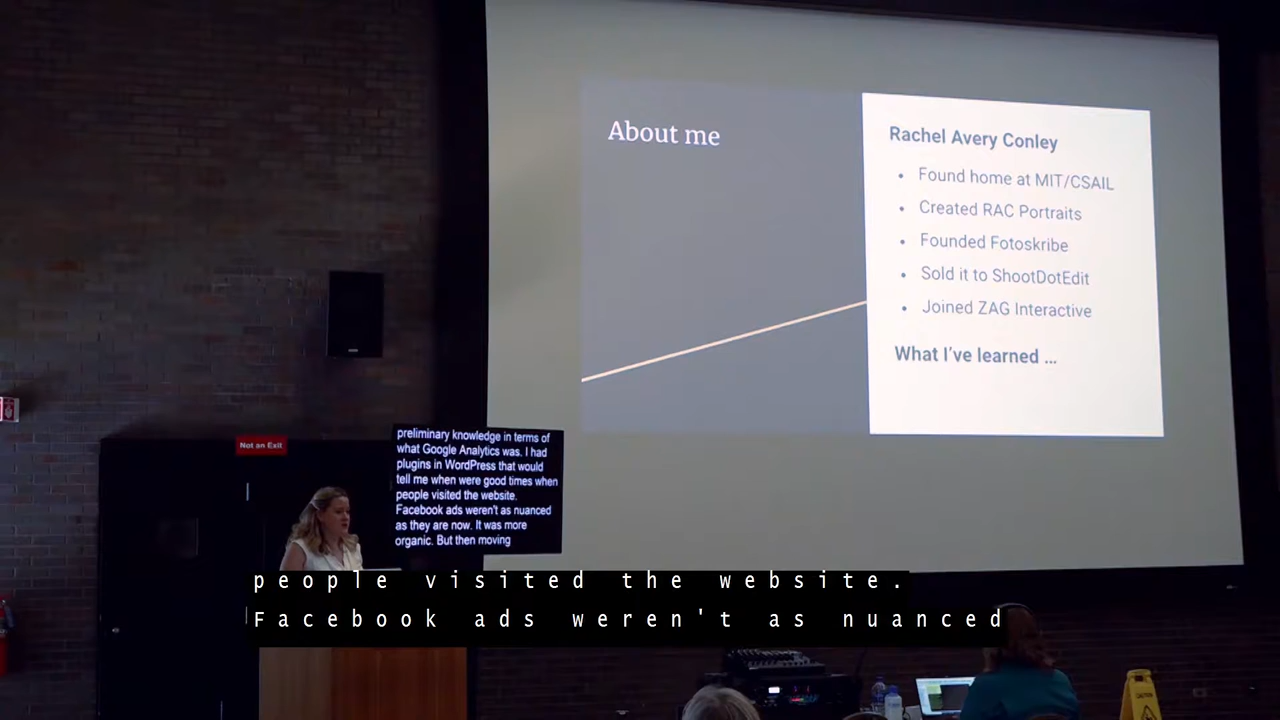 About me
Rachel Avery Conley
• Found home at MIT/CSAIL
• Created RAC Portraits
• Founded Fotoskribe
• Sold it to ShootDotEdit
• Joined ZAG Interactive
What I've learned ...
Not an Exit
preliminary knowledge in terms of
what Google Analytics was. I had
plugins in WordPress that would
tell me when were good times when
people visited the website.
Facebook ads weren't as nuanced
as they are now. It was more
organic. But then moving
people visited the website.
Facebook ads weren't as nuanced
CAUTION